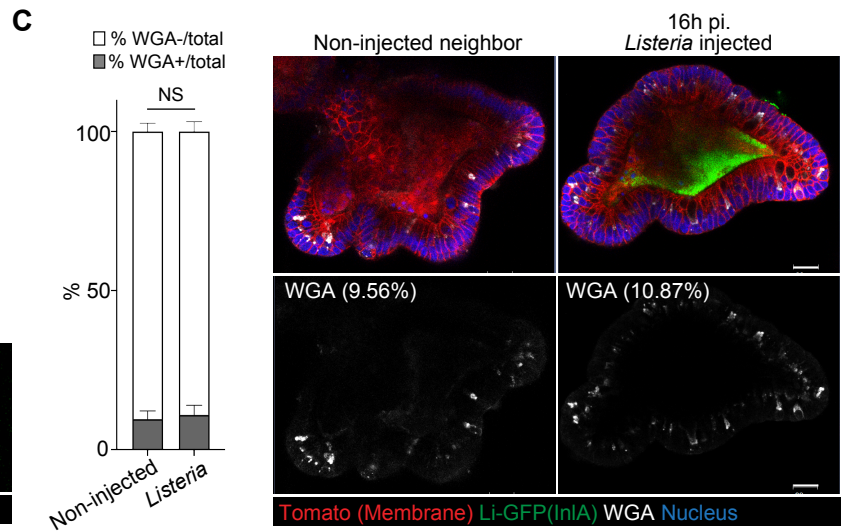 C
% WGA-/total
% WGA+/total
NS
100
50
0
%
Non-injected
Listeria
Non-injected neighbor
16h pi.
Listeria injected
WGA (9.56%)
WGA (10.87%)
Tomato (Membrane) Li-GFP(InlA) WGA Nucleus